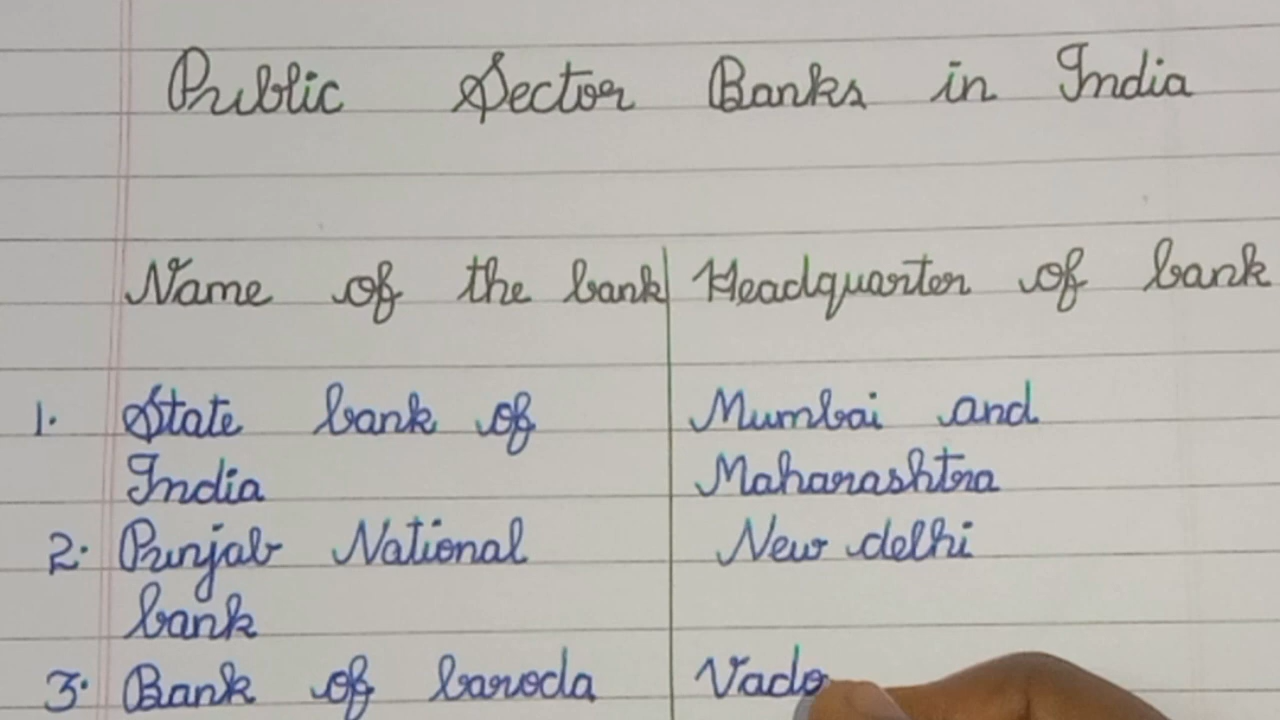 Public Sector Banks in India
Name of the bank Headquarter of bank
1. State bank of Mumbai and
India Maharashtra
2. Punjab National New delhi
bank
3. Bank of baroda Vado